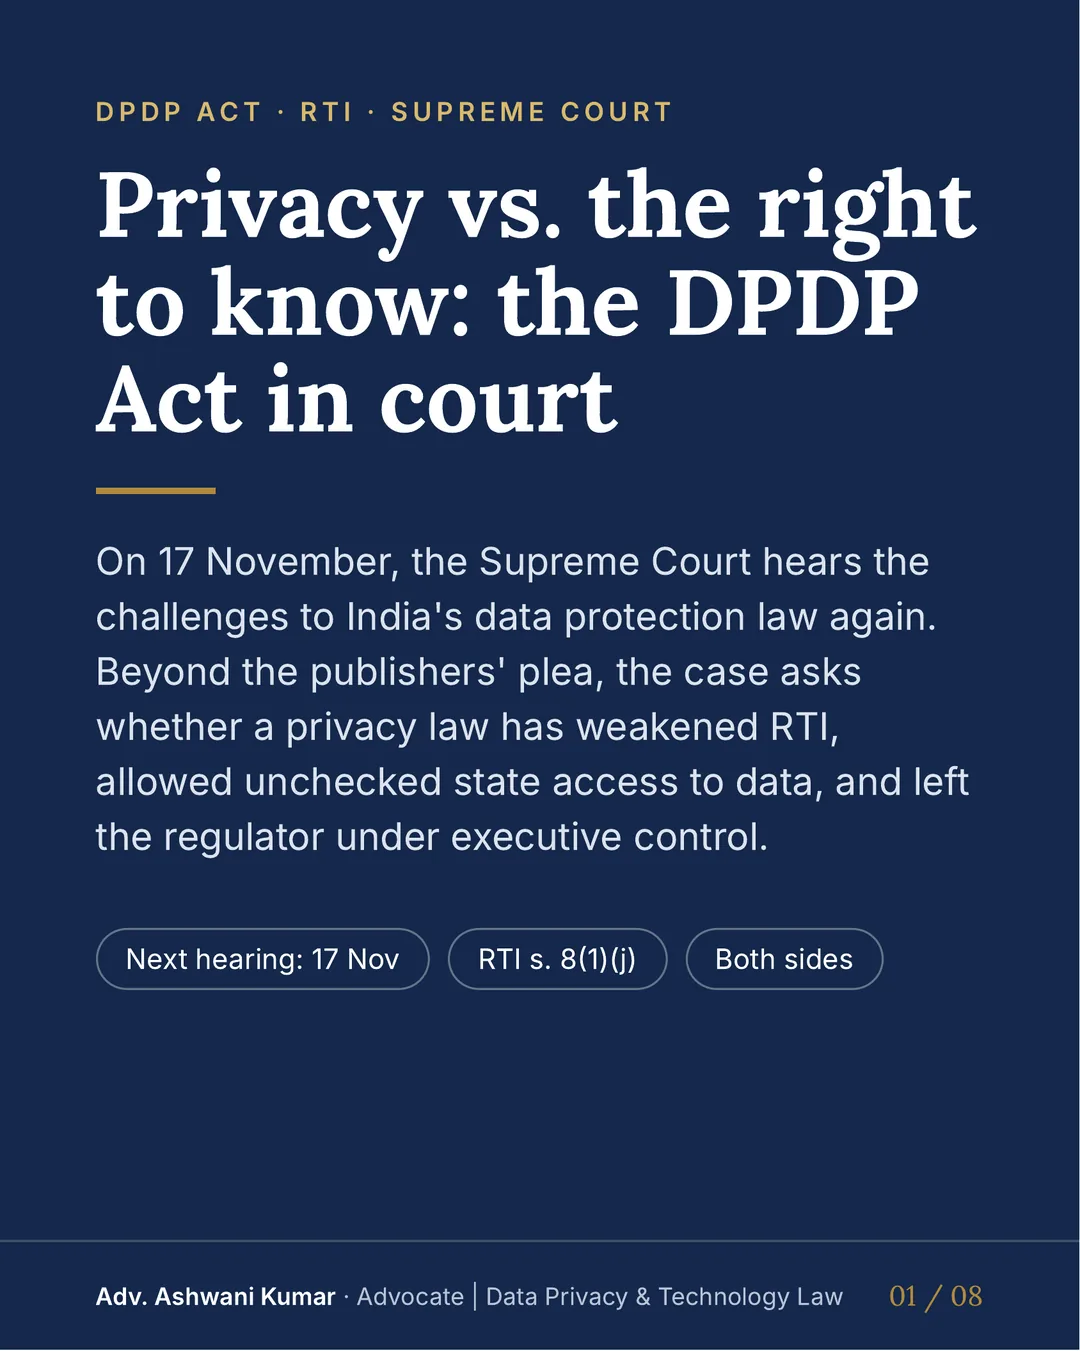 DPDP ACT · RTI · SUPREME COURT
Privacy vs. the right
to know: the DPDP
Act in court
On 17 November, the Supreme Court hears the
challenges to India's data protection law again.
Beyond the publishers' plea, the case asks
whether a privacy law has weakened RTI,
allowed unchecked state access to data, and left
the regulator under executive control.
Next hearing: 17 Nov
RTI s. 8(1)(j)
Both sides
Adv. Ashwani Kumar · Advocate | Data Privacy & Technology Law
01 / 08